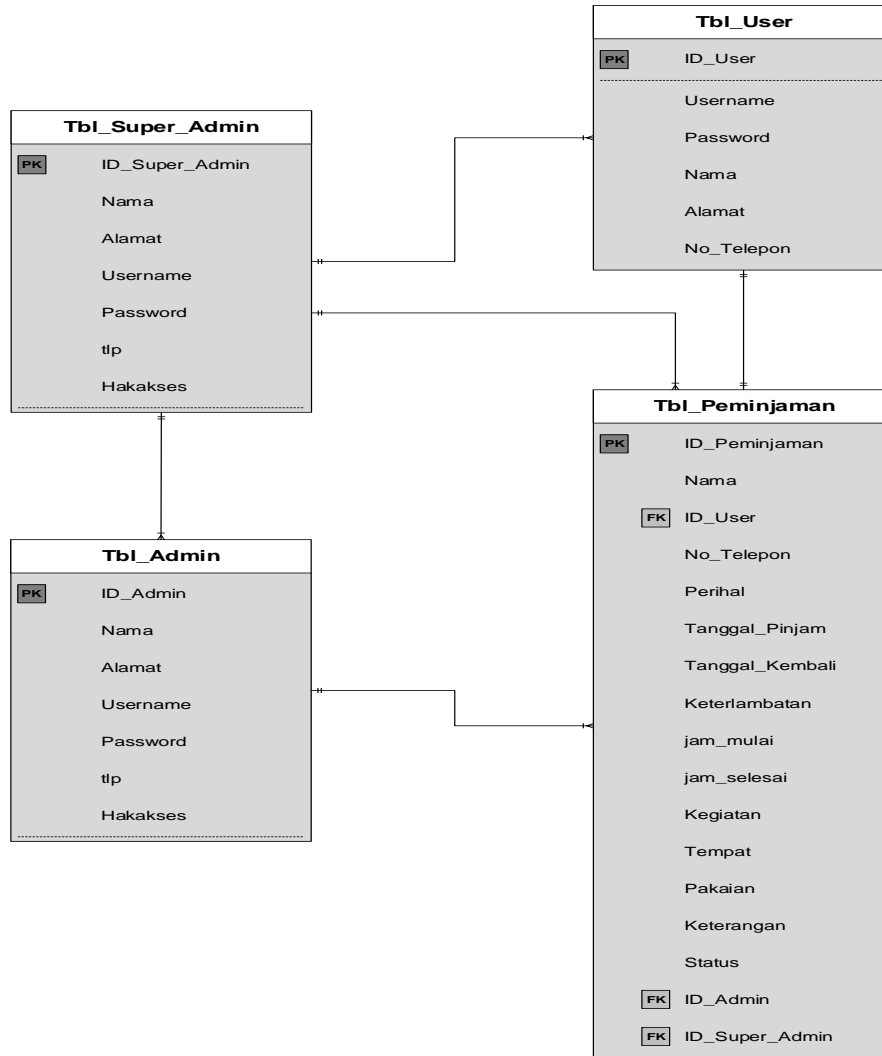 Tbl_User
PK ID_User
Username
Password
Nama
Alamat
No_Telepon
Tbl_Super_Admin
PK ID_Super_Admin
Nama
Alamat
Username
Password
tlp
Hakakses
Tbl_Admin
PK ID_Admin
Nama
Alamat
Username
Password
tlp
Hakakses
Tbl_Peminjaman
PK ID_Peminjaman
Nama
FK ID_User
No_Telepon
Perihal
Tanggal_Pinjam
Tanggal_Kembali
Keterlambatan
jam_mulai
jam_selesai
Kegiatan
Tempat
Pakaian
Keterangan
Status
FK ID_Admin
FK ID_Super_Admin